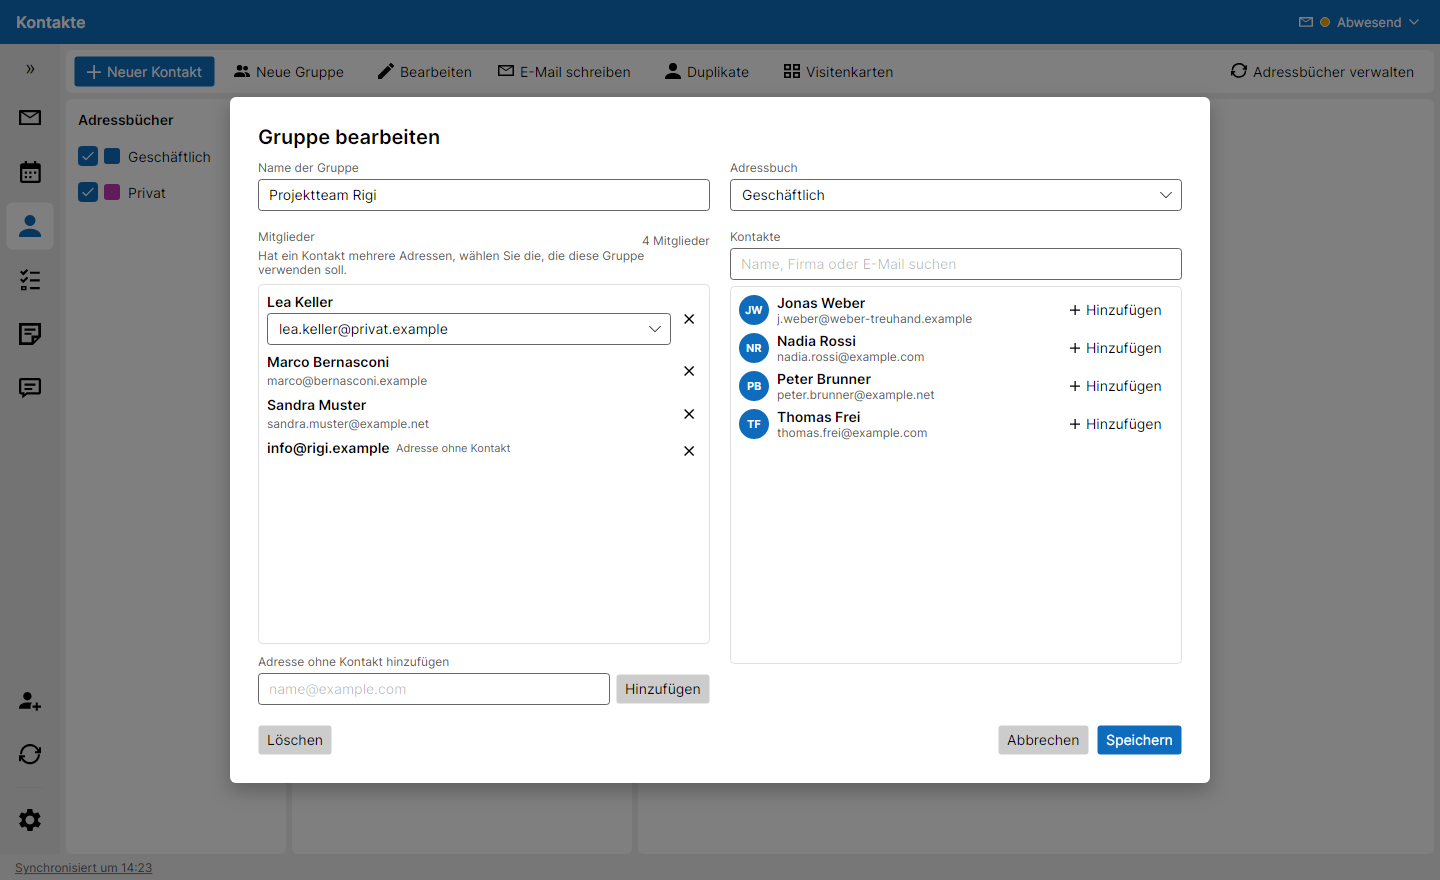 Kontakte
Abwesend
Neuer Kontakt
Neue Gruppe
Bearbeiten
E-Mail schreiben
Duplikate
Visitenkarten
Adressbücher verwalten
Adressbücher
Geschäftlich
Privat
Gruppe bearbeiten
Name der Gruppe
Projektteam Rigi
Adressbuch
Geschäftlich
Mitglieder
4 Mitglieder
Hat ein Kontakt mehrere Adressen, wählen Sie die, die diese Gruppe
verwenden soll.
Lea Keller
lea.keller@privat.example
Marco Bernasconi
marco@bernasconi.example
Sandra Muster
sandra.muster@example.net
info@rigi.example Adresse ohne Kontakt
Adresse ohne Kontakt hinzufügen
name@example.com
Hinzufügen
Kontakte
Name, Firma oder E-Mail suchen
JW
Jonas Weber
j.weber@weber-treuhand.example
Hinzufügen
NR
Nadia Rossi
nadia.rossi@example.com
Hinzufügen
PB
Peter Brunner
peter.brunner@example.net
Hinzufügen
TF
Thomas Frei
thomas.frei@example.com
Hinzufügen
Löschen
Abbrechen
Speichern
Synchronisiert um 14:23